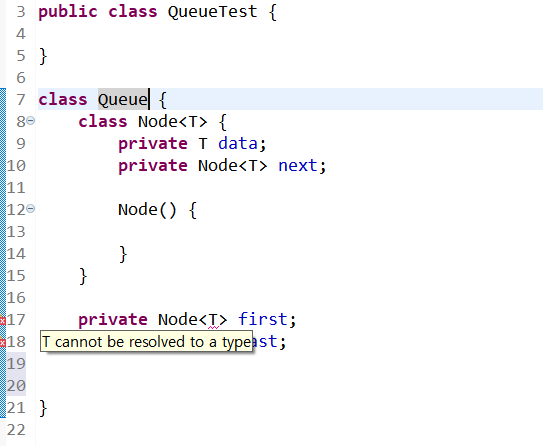 3 public class QueueTest {
4
5 }
6
7 class Queue {
8 class Node<T> {
9 private T data;
10 private Node<T> next;
11
12 Node() {
13
14 }
15 }
16
17 private Node<T> first;
18 T cannot be resolved to a type ast;
19
20
21 }
22